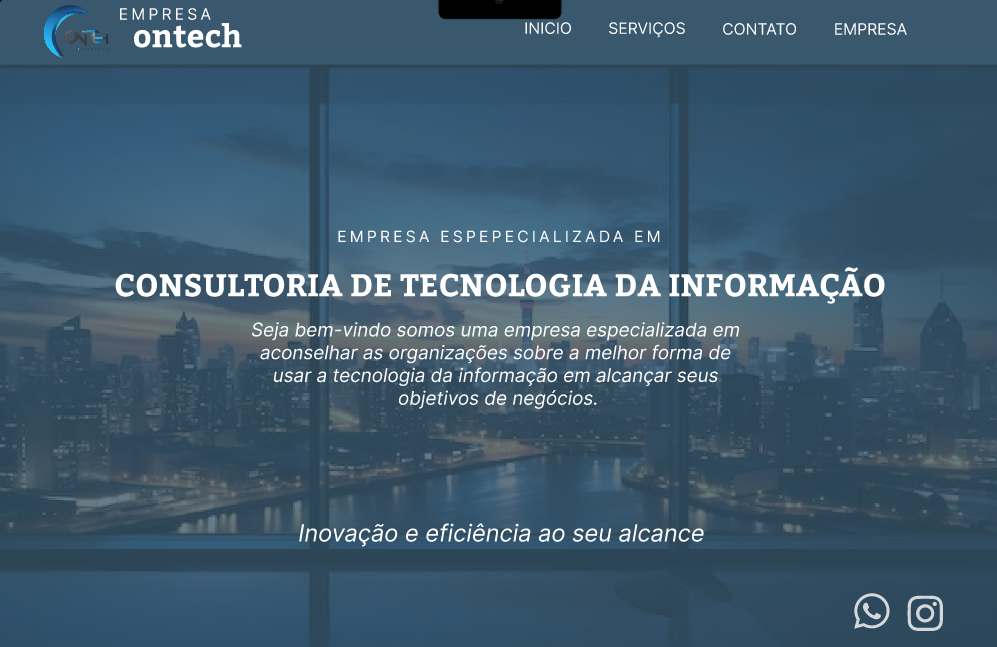 EMPRESA
ontech
INICIO SERVIÇOS CONTATO EMPRESA
EMPRESA ESPEPECIALIZADA EM
CONSULTORIA DE TECNOLOGIA DA INFORMAÇÃO
Seja bem-vindo somos uma empresa especializada em
aconselhar as organizações sobre a melhor forma de
usar a tecnologia da informação em alcançar seus
objetivos de negócios.
Inovação e eficiência ao seu alcance